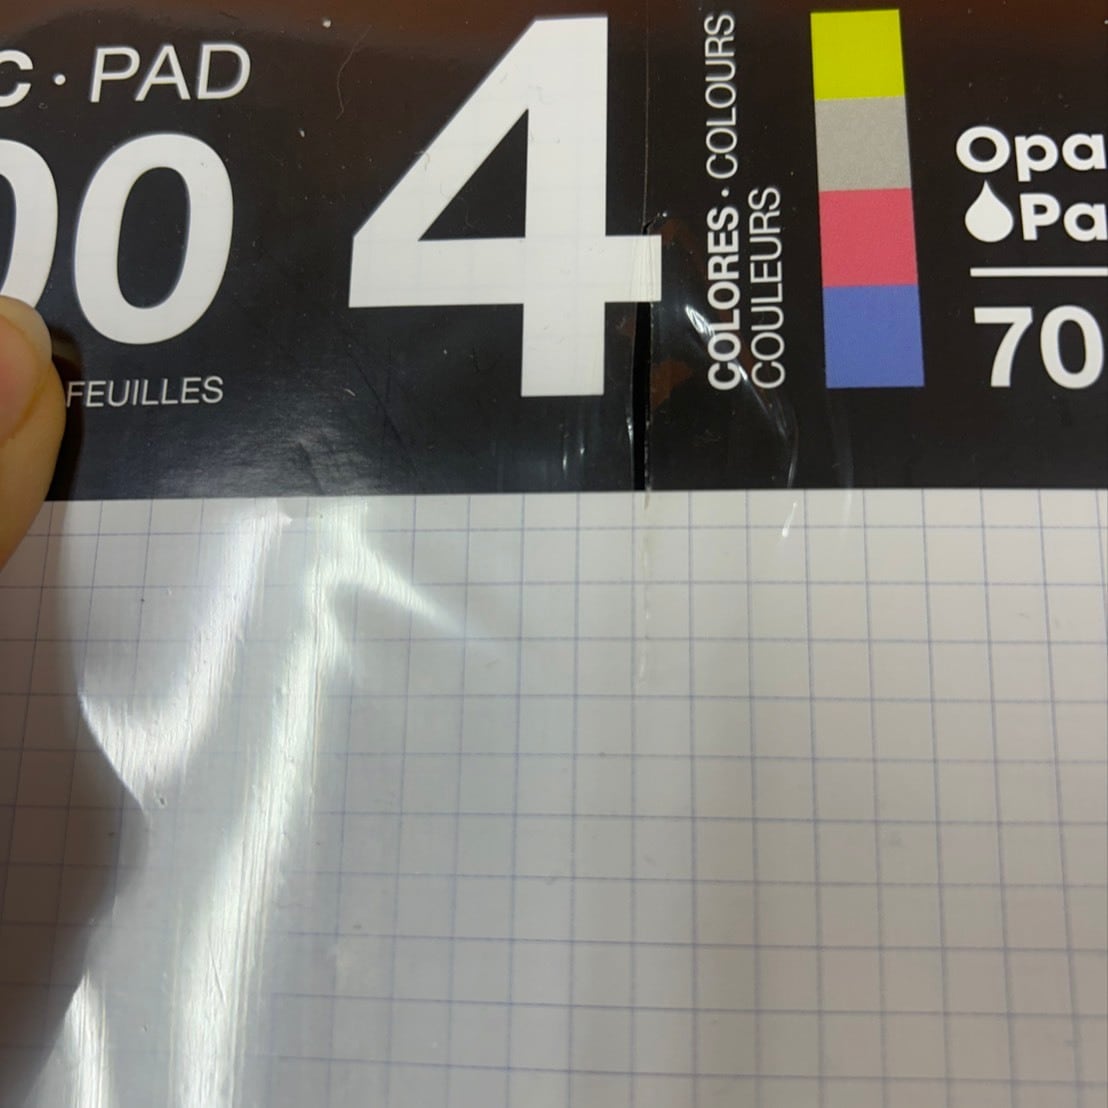 C · PAD
00
FEUILLES
4
COLORES · COLOURS
COULEURS
Opa
Pa
70